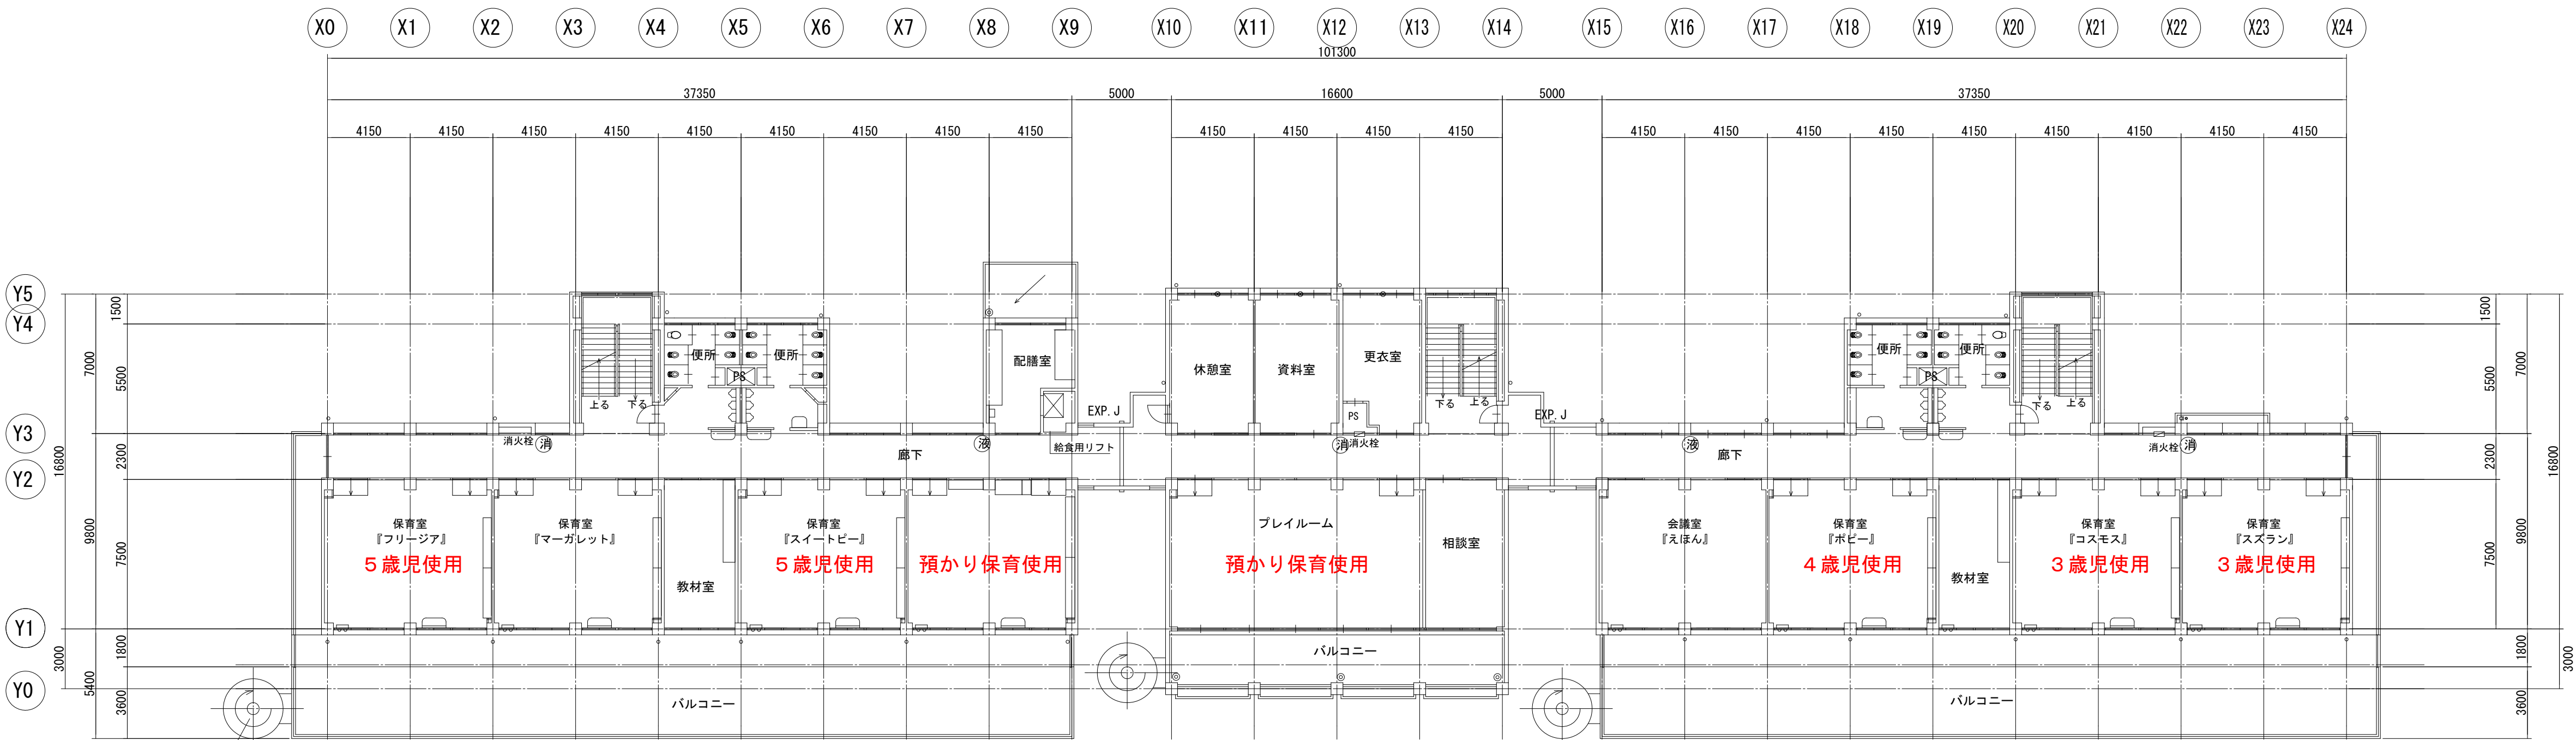 X0 X1 X2 X3 X4 X5 X6 X7 X8 X9 X10 X11 X12 X13 X14 X15 X16 X17 X18 X19 X20 X21 X22 X23 X24
101300
37350 5000 16600 5000 37350
4150 4150 4150 4150 4150 4150 4150 4150 4150 4150 4150 4150 4150 4150 4150 4150 4150 4150 4150 4150 4150 4150
Y5
Y4
Y3
Y2
Y1
Y0
1500
7000
5500
16800
2300
9800
7500
3000
1800
5400
3600
上る
下る
便所
PS
便所
配膳室
EXP.J
消火栓
消
液
廊下
給食用リフト
保育室
『フリージア』
5歳児使用
保育室
『マーガレット』
教材室
保育室
『スイートピー』
5歳児使用
預かり保育使用
バルコニー
休憩室
資料室
更衣室
PS
下る
上る
EXP.J
消
消火栓
プレイルーム
預かり保育使用
相談室
バルコニー
便所
PS
便所
下る
上る
液
廊下
消火栓
消
会議室
『えほん』
保育室
『ポピー』
4歳児使用
教材室
保育室
『コスモス』
3歳児使用
保育室
『スズラン』
3歳児使用
バルコニー
1500
7000
5500
16800
2300
9800
7500
1800
3000
3600